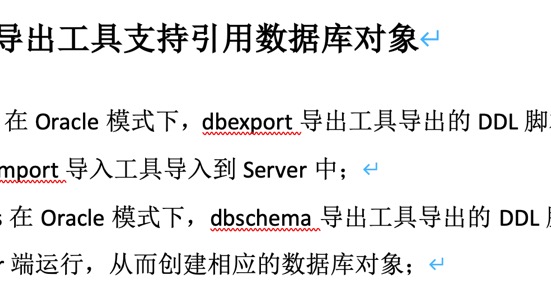 导出工具支持引用数据库对象
在 Oracle 模式下，dbexport 导出工具导出的 DDL 脚
导入工具导入到 Server 中；
在 Oracle 模式下，dbschema 导出工具导出的 DDL
端运行，从而创建相应的数据库对象；